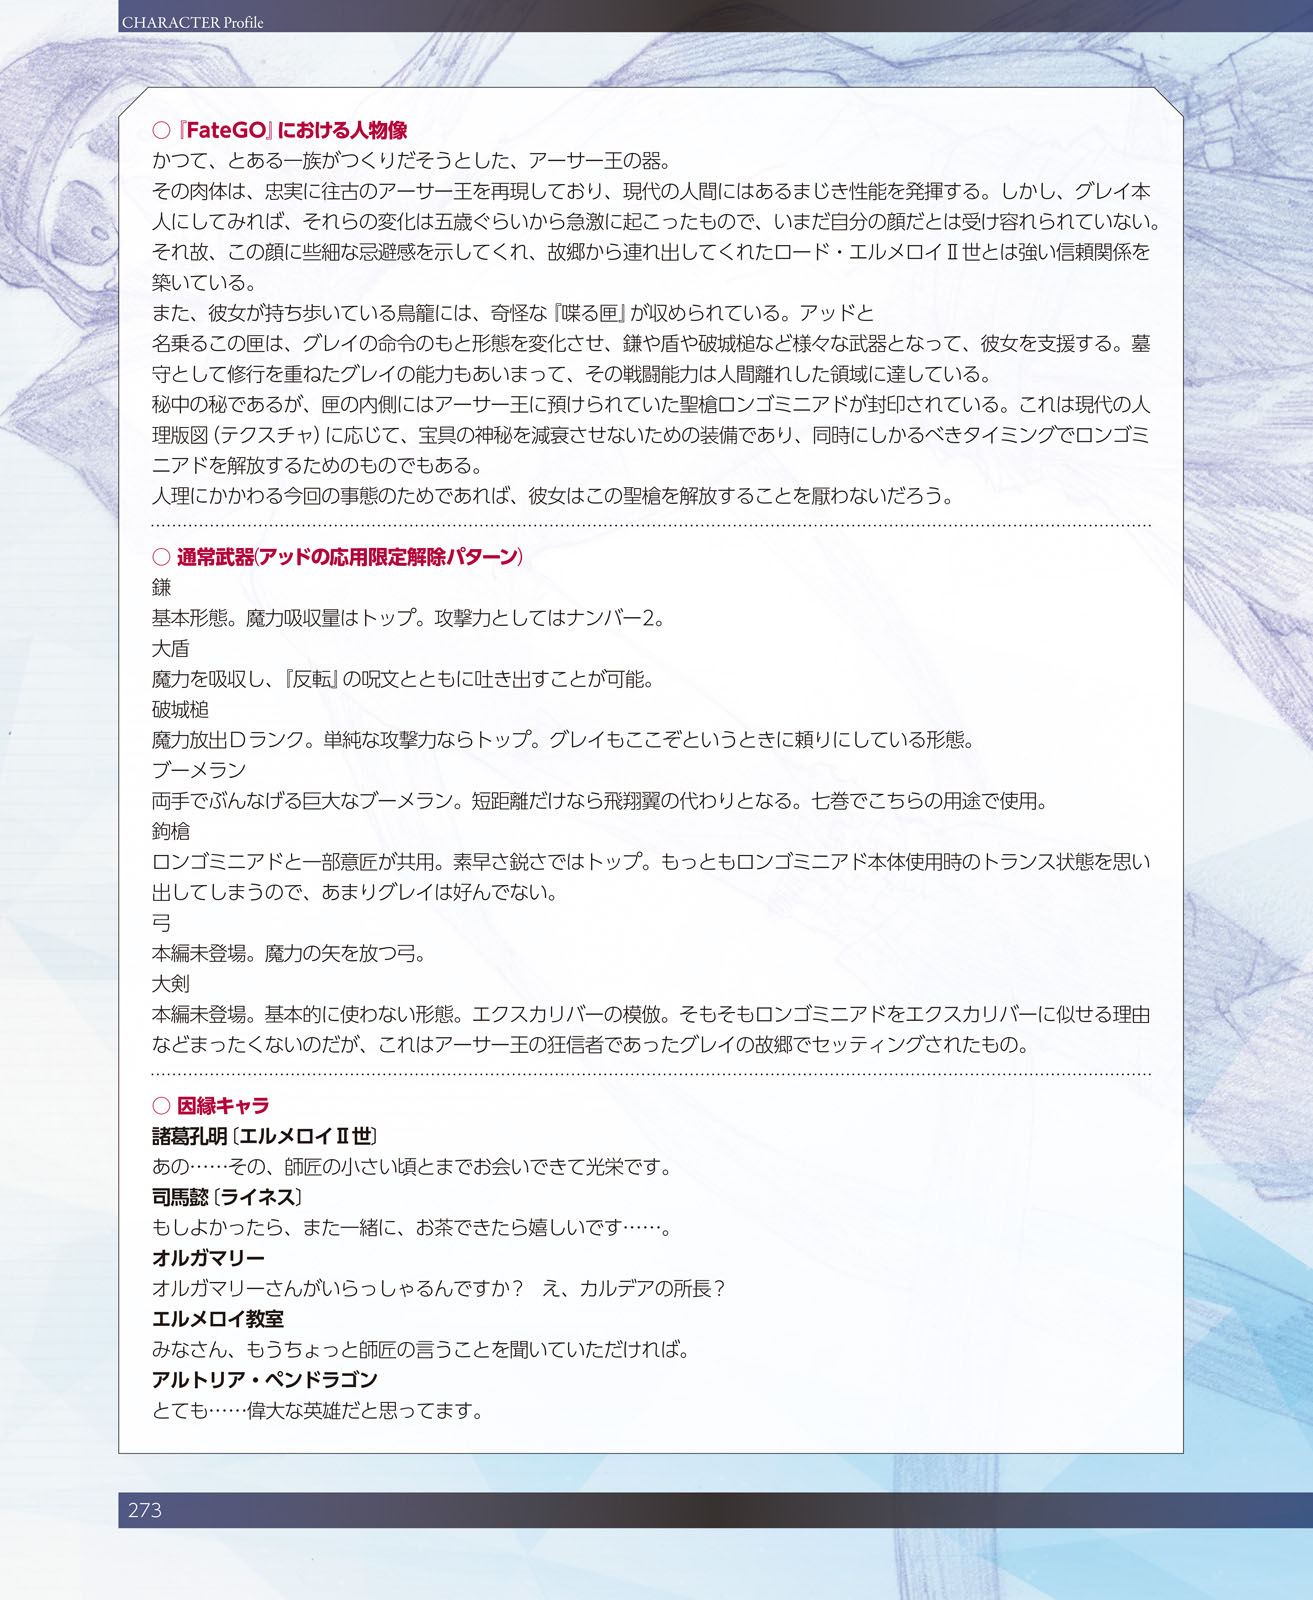 CHARACTER Profile
○ 『FateGO』における人物像
かつて、とある一族がつくりだそうとした、アーサー王の器。
その肉体は、忠実に往古のアーサー王を再現しており、現代の人間にはあるまじき性能を発揮する。しかし、グレイ本
人にしてみれば、それらの変化は五歳ぐらいから急激に起こったもので、いまだ自分の顔だとは受け容れられていない。
それ故、この顔に些細な忌避感を示してくれ、故郷から連れ出してくれたロード・エルメロイⅡ世とは強い信頼関係を
築いている。
また、彼女が持ち歩いている鳥籠には、奇怪な『喋る匣』が収められている。アッドと
名乗るこの匣は、グレイの命令のもと形態を変化させ、鎌や盾や破城槌など様々な武器となって、彼女を支援する。墓
守として修行を重ねたグレイの能力もあいまって、その戦闘能力は人間離れした領域に達している。
秘中の秘であるが、匣の内側にはアーサー王に預けられていた聖槍ロンゴミニアドが封印されている。これは現代の人
理版図（テクスチャ）に応じて、宝具の神秘を減衰させないための装備であり、同時にしかるべきタイミングでロンゴミ
ニアドを解放するためのものでもある。
人理にかかわる今回の事態のためであれば、彼女はこの聖槍を解放することを厭わないだろう。
○ 通常武器(アッドの応用限定解除パターン)
鎌
基本形態。魔力吸収量はトップ。攻撃力としてはナンバー2。
大盾
魔力を吸収し、『反転』の呪文とともに吐き出すことが可能。
破城槌
魔力放出Ｄランク。単純な攻撃力ならトップ。グレイもここぞというときに頼りにしている形態。
ブーメラン
両手でぶんなげる巨大なブーメラン。短距離だけなら飛翔翼の代わりとなる。七巻でこちらの用途で使用。
鉤槍
ロンゴミニアドと一部意匠が共用。素早さ鋭さではトップ。もっともロンゴミニアド本体使用時のトランス状態を思い
出してしまうので、あまりグレイは好んでない。
弓
本編未登場。魔力の矢を放つ弓。
大剣
本編未登場。基本的に使わない形態。エクスカリバーの模倣。そもそもロンゴミニアドをエクスカリバーに似せる理由
などまったくないのだが、これはアーサー王の狂信者であったグレイの故郷でセッティングされたもの。
○ 因縁キャラ
諸葛孔明〔エルメロイⅡ世〕
あの……その、師匠の小さい頃とまでお会いできて光栄です。
司馬懿〔ライネス〕
もしよかったら、また一緒に、お茶できたら嬉しいです……。
オルガマリー
オルガマリーさんがいらっしゃるんですか？　え、カルデアの所長？
エルメロイ教室
みなさん、もうちょっと師匠の言うことを聞いていただければ。
アルトリア・ペンドラゴン
とても……偉大な英雄だと思ってます。
273